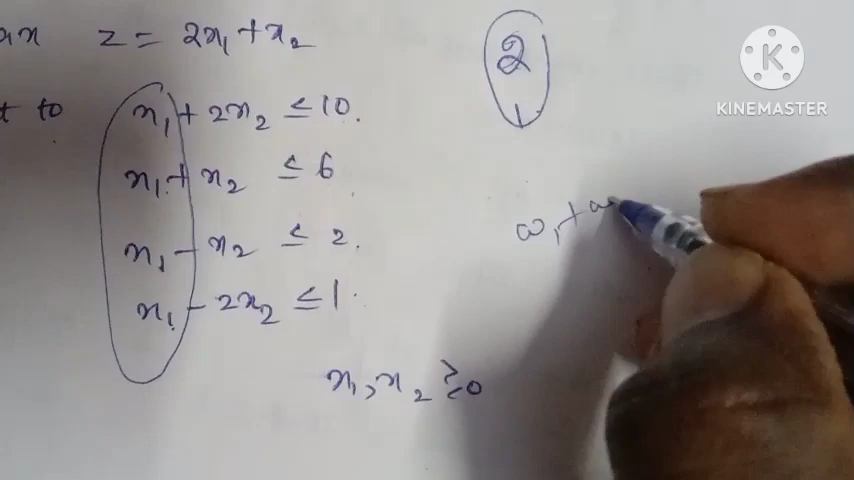 ax z = 2x₁ + x₂
t to x₁ + 2x₂ ≤ 10.
x₁ + x₂ ≤ 6
x₁ - x₂ ≤ 2.
x₁ - 2x₂ ≤ 1.
x₁, x₂ ≥ 0
2
ω₁ +
K
KINEMASTER